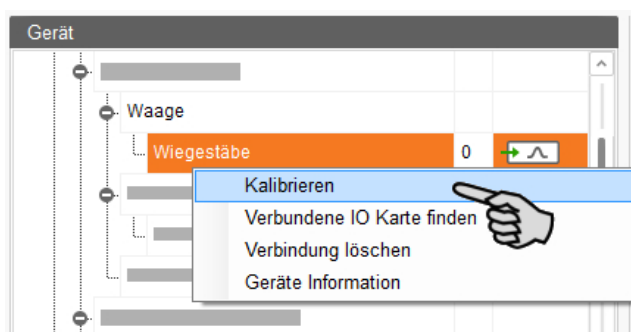 Gerät
Waage
Wiegestäbe 0
Kalibrieren
Verbundene IO Karte finden
Verbindung löschen
Geräte Information